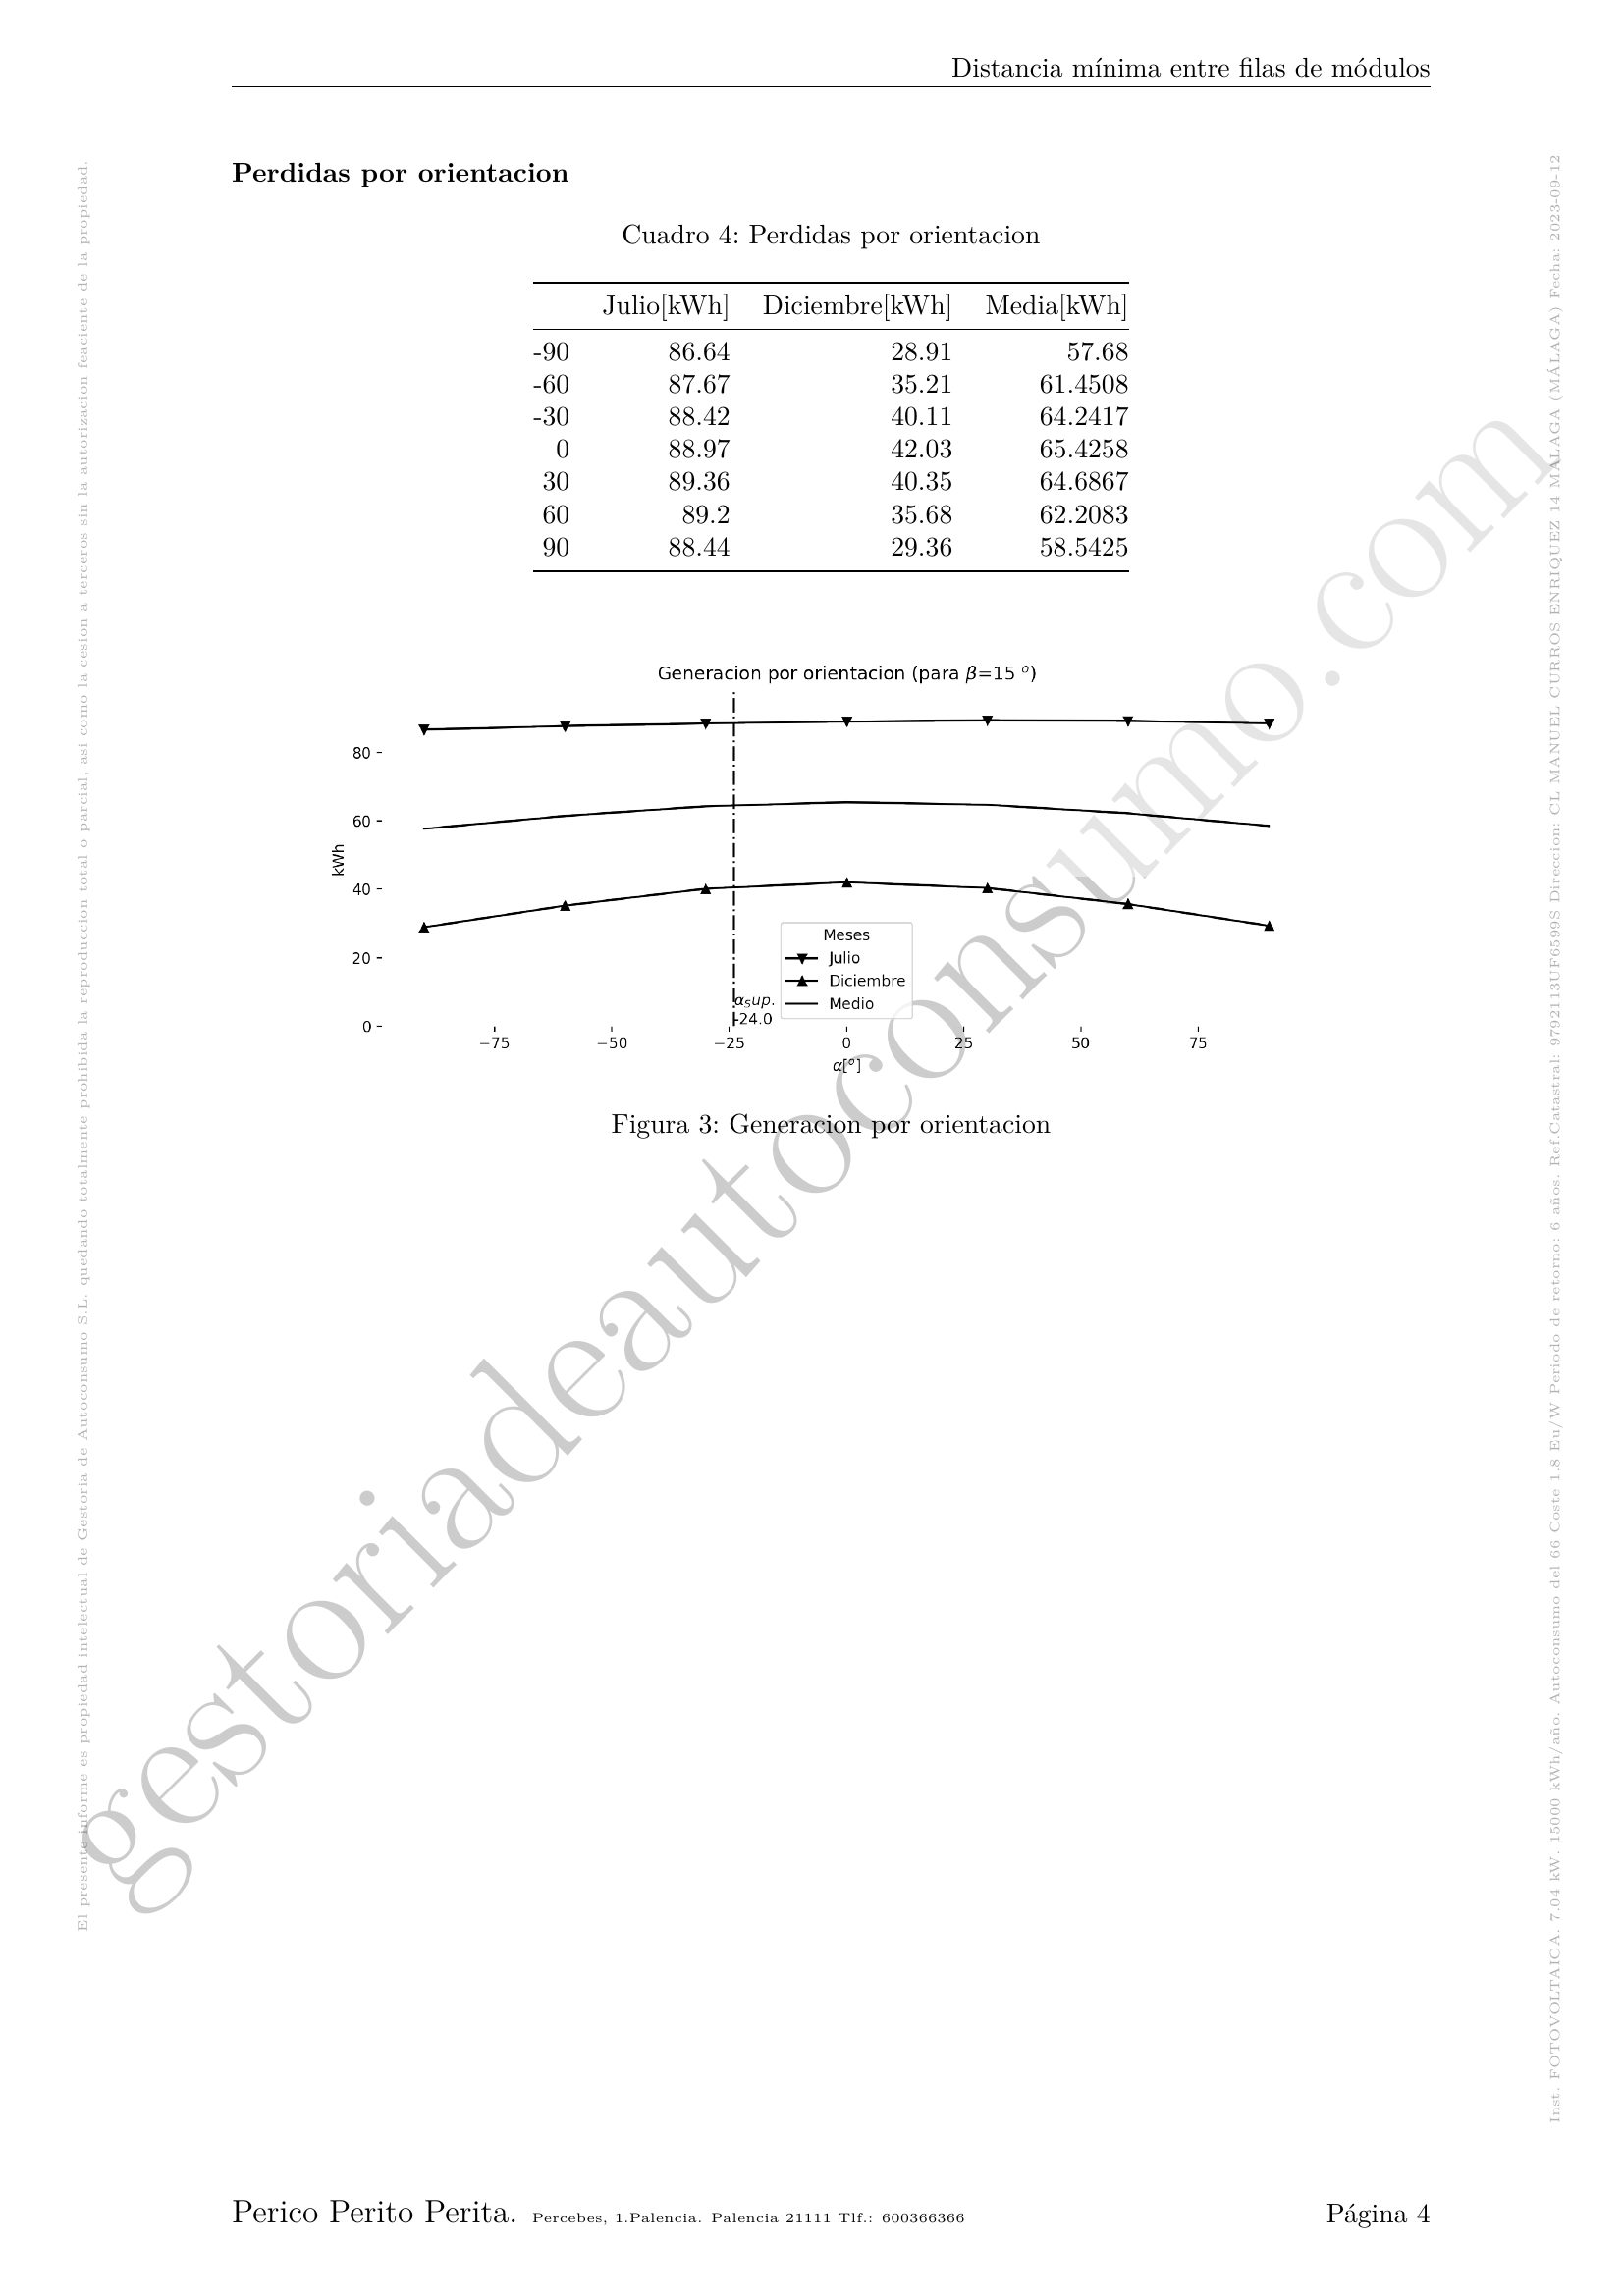 Distancia mínima entre filas de módulos
Perdidas por orientacion
Cuadro 4: Perdidas por orientacion
Julio[kWh] Diciembre[kWh] Media[kWh]
-90 86.64 28.91 57.68
-60 87.67 35.21 61.4508
-30 88.42 40.11 64.2417
0 88.97 42.03 65.4258
30 89.36 40.35 64.6867
60 89.2 35.68 62.2083
90 88.44 29.36 58.5425
Generacion por orientacion (para β=15 º)
80
60
40
20
0
kWh
αSup.
-24.0
Meses
Julio
Diciembre
Medio
−75 −50 −25 0 25 50 75
α[º]
Figura 3: Generacion por orientacion
gestoriadeautoconsumo.com
El presente informe es propiedad intelectual de Gestoria de Autoconsumo S.L. quedando totalmente prohibida la reproduccion total o parcial, asi como la cesion a terceros sin la autorizacion feaciente de la propiedad.
Inst. FOTOVOLTAICA. 7.04 kW. 15000 kWh/año. Autoconsumo del 66 Coste 1.8 Eu/W Periodo de retorno: 6 años. Ref.Catastral: 9792113UF6599S Direccion: CL MANUEL CURROS ENRIQUEZ 14 MALAGA (MÁLAGA) Fecha: 2023-09-12
Perico Perito Perita. Percebes, 1.Palencia. Palencia 21111 Tlf.: 600366366
Página 4